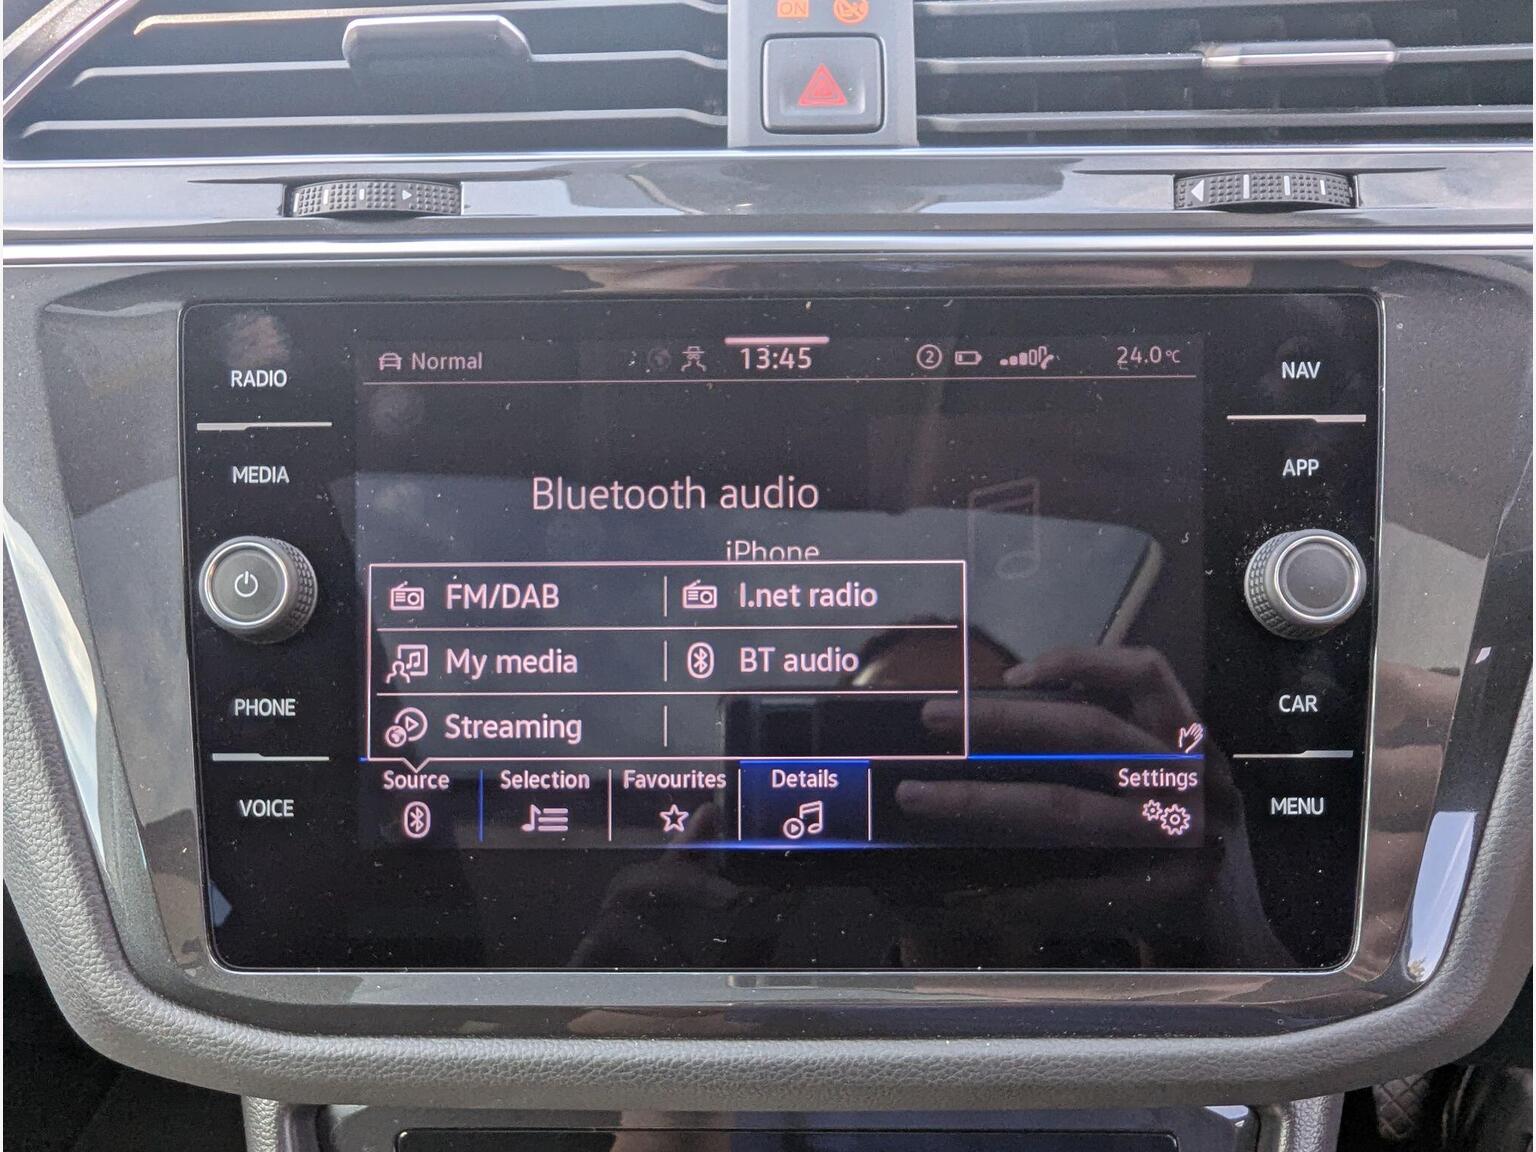 ON
RADIO
MEDIA
PHONE
VOICE
Normal
13:45
2
24.0°C
Bluetooth audio
iPhone
FM/DAB
I.net radio
My media
BT audio
Streaming
Source
Selection
Favourites
Details
Settings
NAV
APP
CAR
MENU